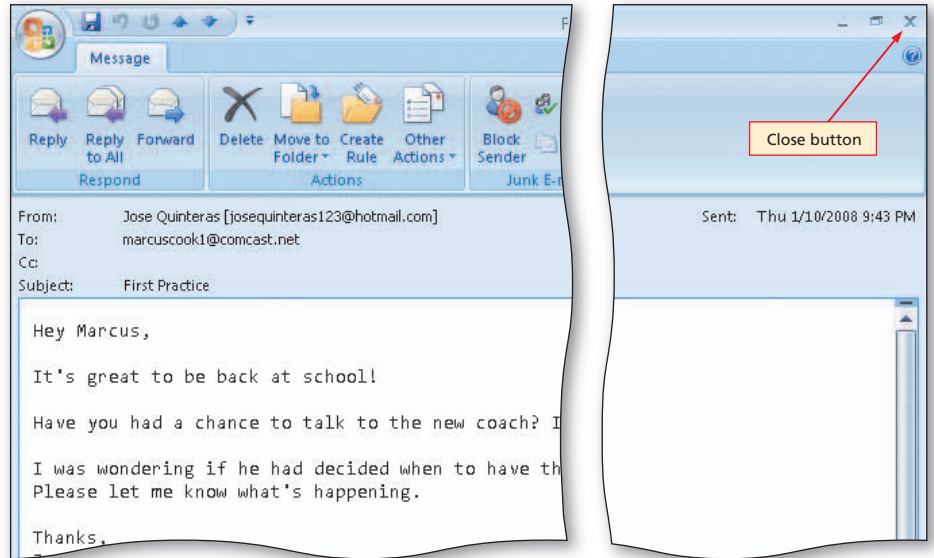 F
Message
Reply Reply to All Forward
Respond
Delete Move to Folder Create Rule Other Actions
Actions
Block Sender
Junk E-
Close button
From: Jose Quinteras [josequinteras123@hotmail.com]
Sent: Thu 1/10/2008 9:43 PM
To: marcuscook1@comcast.net
Cc:
Subject: First Practice
Hey Marcus,
It's great to be back at school!
Have you had a chance to talk to the new coach? I
I was wondering if he had decided when to have th
Please let me know what's happening.
Thanks,